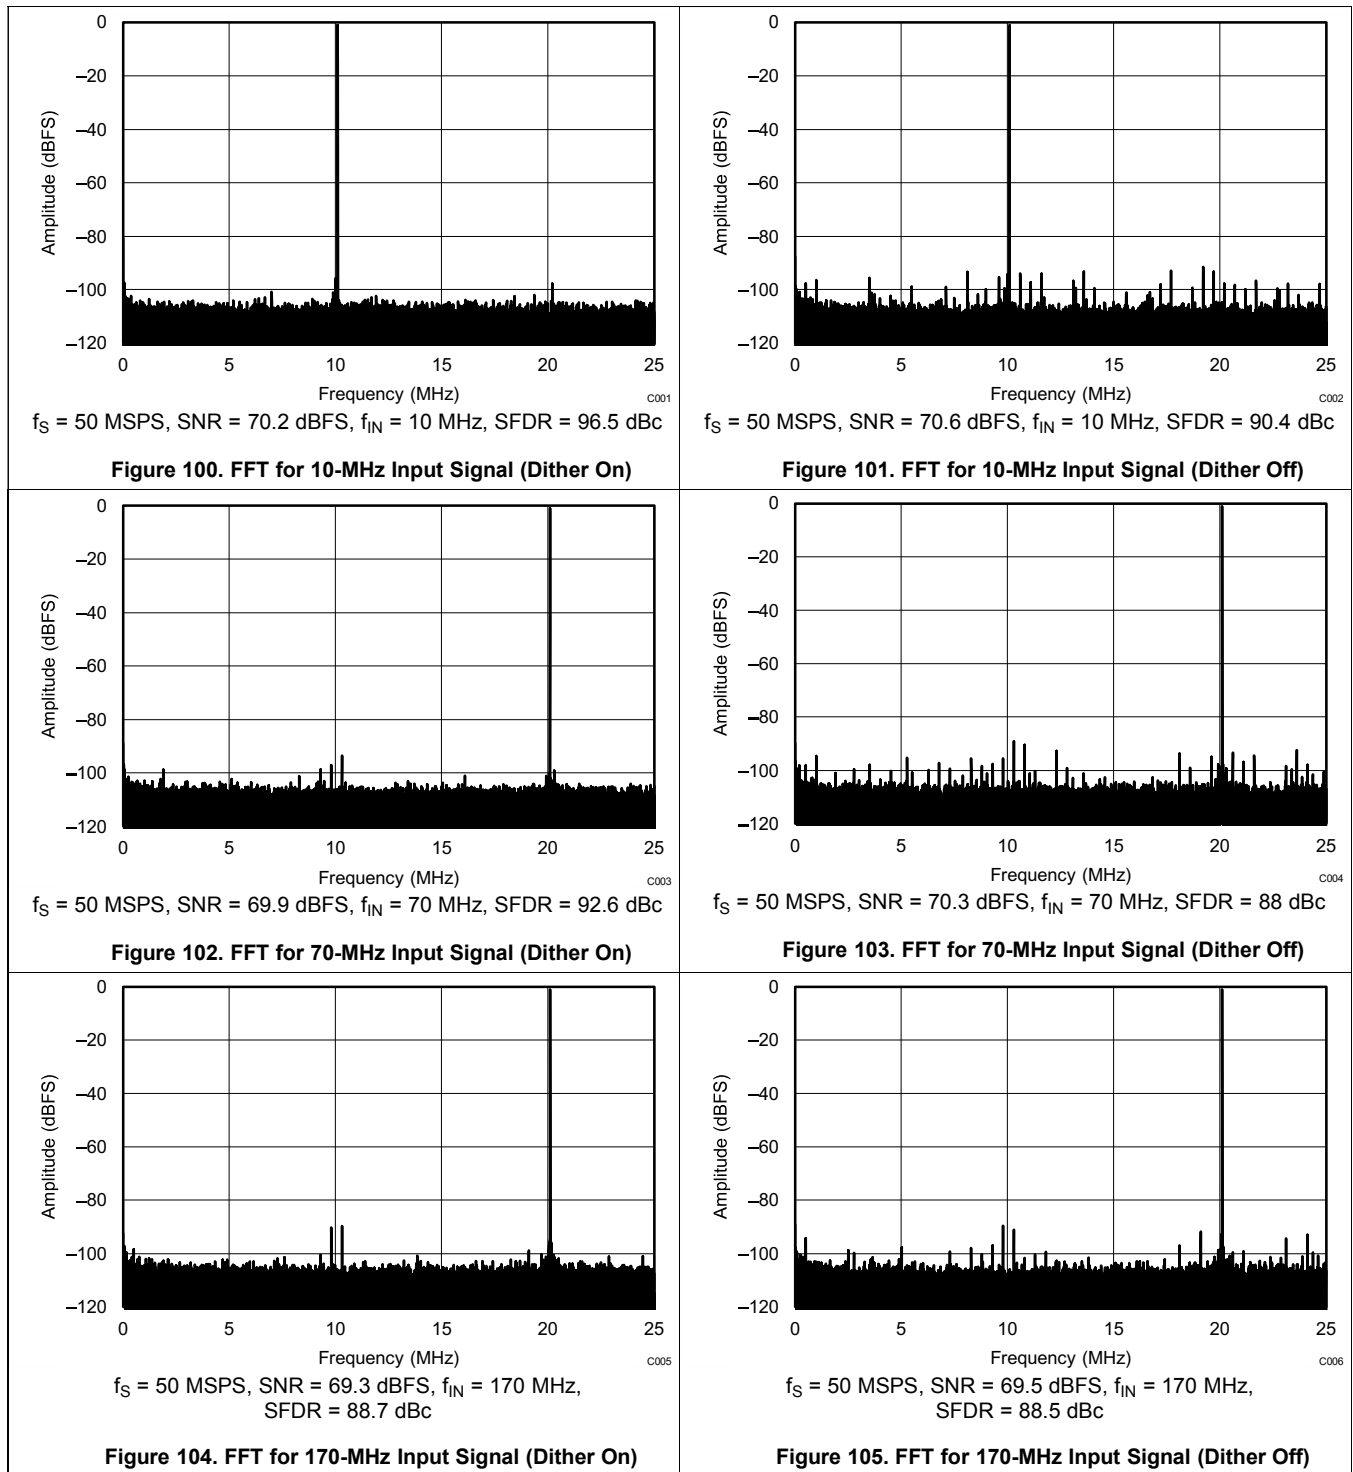 0
–20
–40
–60
–80
–100
–120
0 5 10 15 20 25
Amplitude (dBFS)
Frequency (MHz)
C001
fS = 50 MSPS, SNR = 70.2 dBFS, fIN = 10 MHz, SFDR = 96.5 dBc
Figure 100. FFT for 10-MHz Input Signal (Dither On)
0
–20
–40
–60
–80
–100
–120
0 5 10 15 20 25
Amplitude (dBFS)
Frequency (MHz)
C002
fS = 50 MSPS, SNR = 70.6 dBFS, fIN = 10 MHz, SFDR = 90.4 dBc
Figure 101. FFT for 10-MHz Input Signal (Dither Off)
0
–20
–40
–60
–80
–100
–120
0 5 10 15 20 25
Amplitude (dBFS)
Frequency (MHz)
C003
fS = 50 MSPS, SNR = 69.9 dBFS, fIN = 70 MHz, SFDR = 92.6 dBc
Figure 102. FFT for 70-MHz Input Signal (Dither On)
0
–20
–40
–60
–80
–100
–120
0 5 10 15 20 25
Amplitude (dBFS)
Frequency (MHz)
C004
fS = 50 MSPS, SNR = 70.3 dBFS, fIN = 70 MHz, SFDR = 88 dBc
Figure 103. FFT for 70-MHz Input Signal (Dither Off)
0
–20
–40
–60
–80
–100
–120
0 5 10 15 20 25
Amplitude (dBFS)
Frequency (MHz)
C005
fS = 50 MSPS, SNR = 69.3 dBFS, fIN = 170 MHz,
SFDR = 88.7 dBc
Figure 104. FFT for 170-MHz Input Signal (Dither On)
0
–20
–40
–60
–80
–100
–120
0 5 10 15 20 25
Amplitude (dBFS)
Frequency (MHz)
C006
fS = 50 MSPS, SNR = 69.5 dBFS, fIN = 170 MHz,
SFDR = 88.5 dBc
Figure 105. FFT for 170-MHz Input Signal (Dither Off)